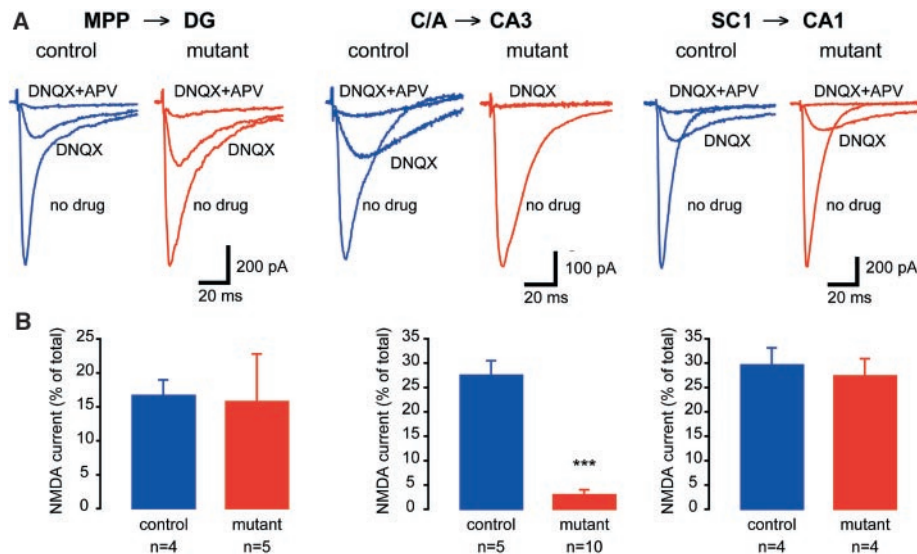 A MPP → DG C/A → CA3 SC1 → CA1
control mutant control mutant control mutant
DNQX+APV DNQX+APV DNQX+APV DNQX DNQX+APV DNQX+APV
DNQX DNQX DNQX
no drug no drug no drug no drug no drug
200 pA 100 pA 200 pA
20 ms 20 ms 20 ms
B
NMDA current (% of total)
25
20
15
10
5
0
control mutant
n=4 n=5
NMDA current (% of total)
35
30
25
20
15
10
5
0
***
control mutant
n=5 n=10
NMDA current (% of total)
35
30
25
20
15
10
5
0
control mutant
n=4 n=4